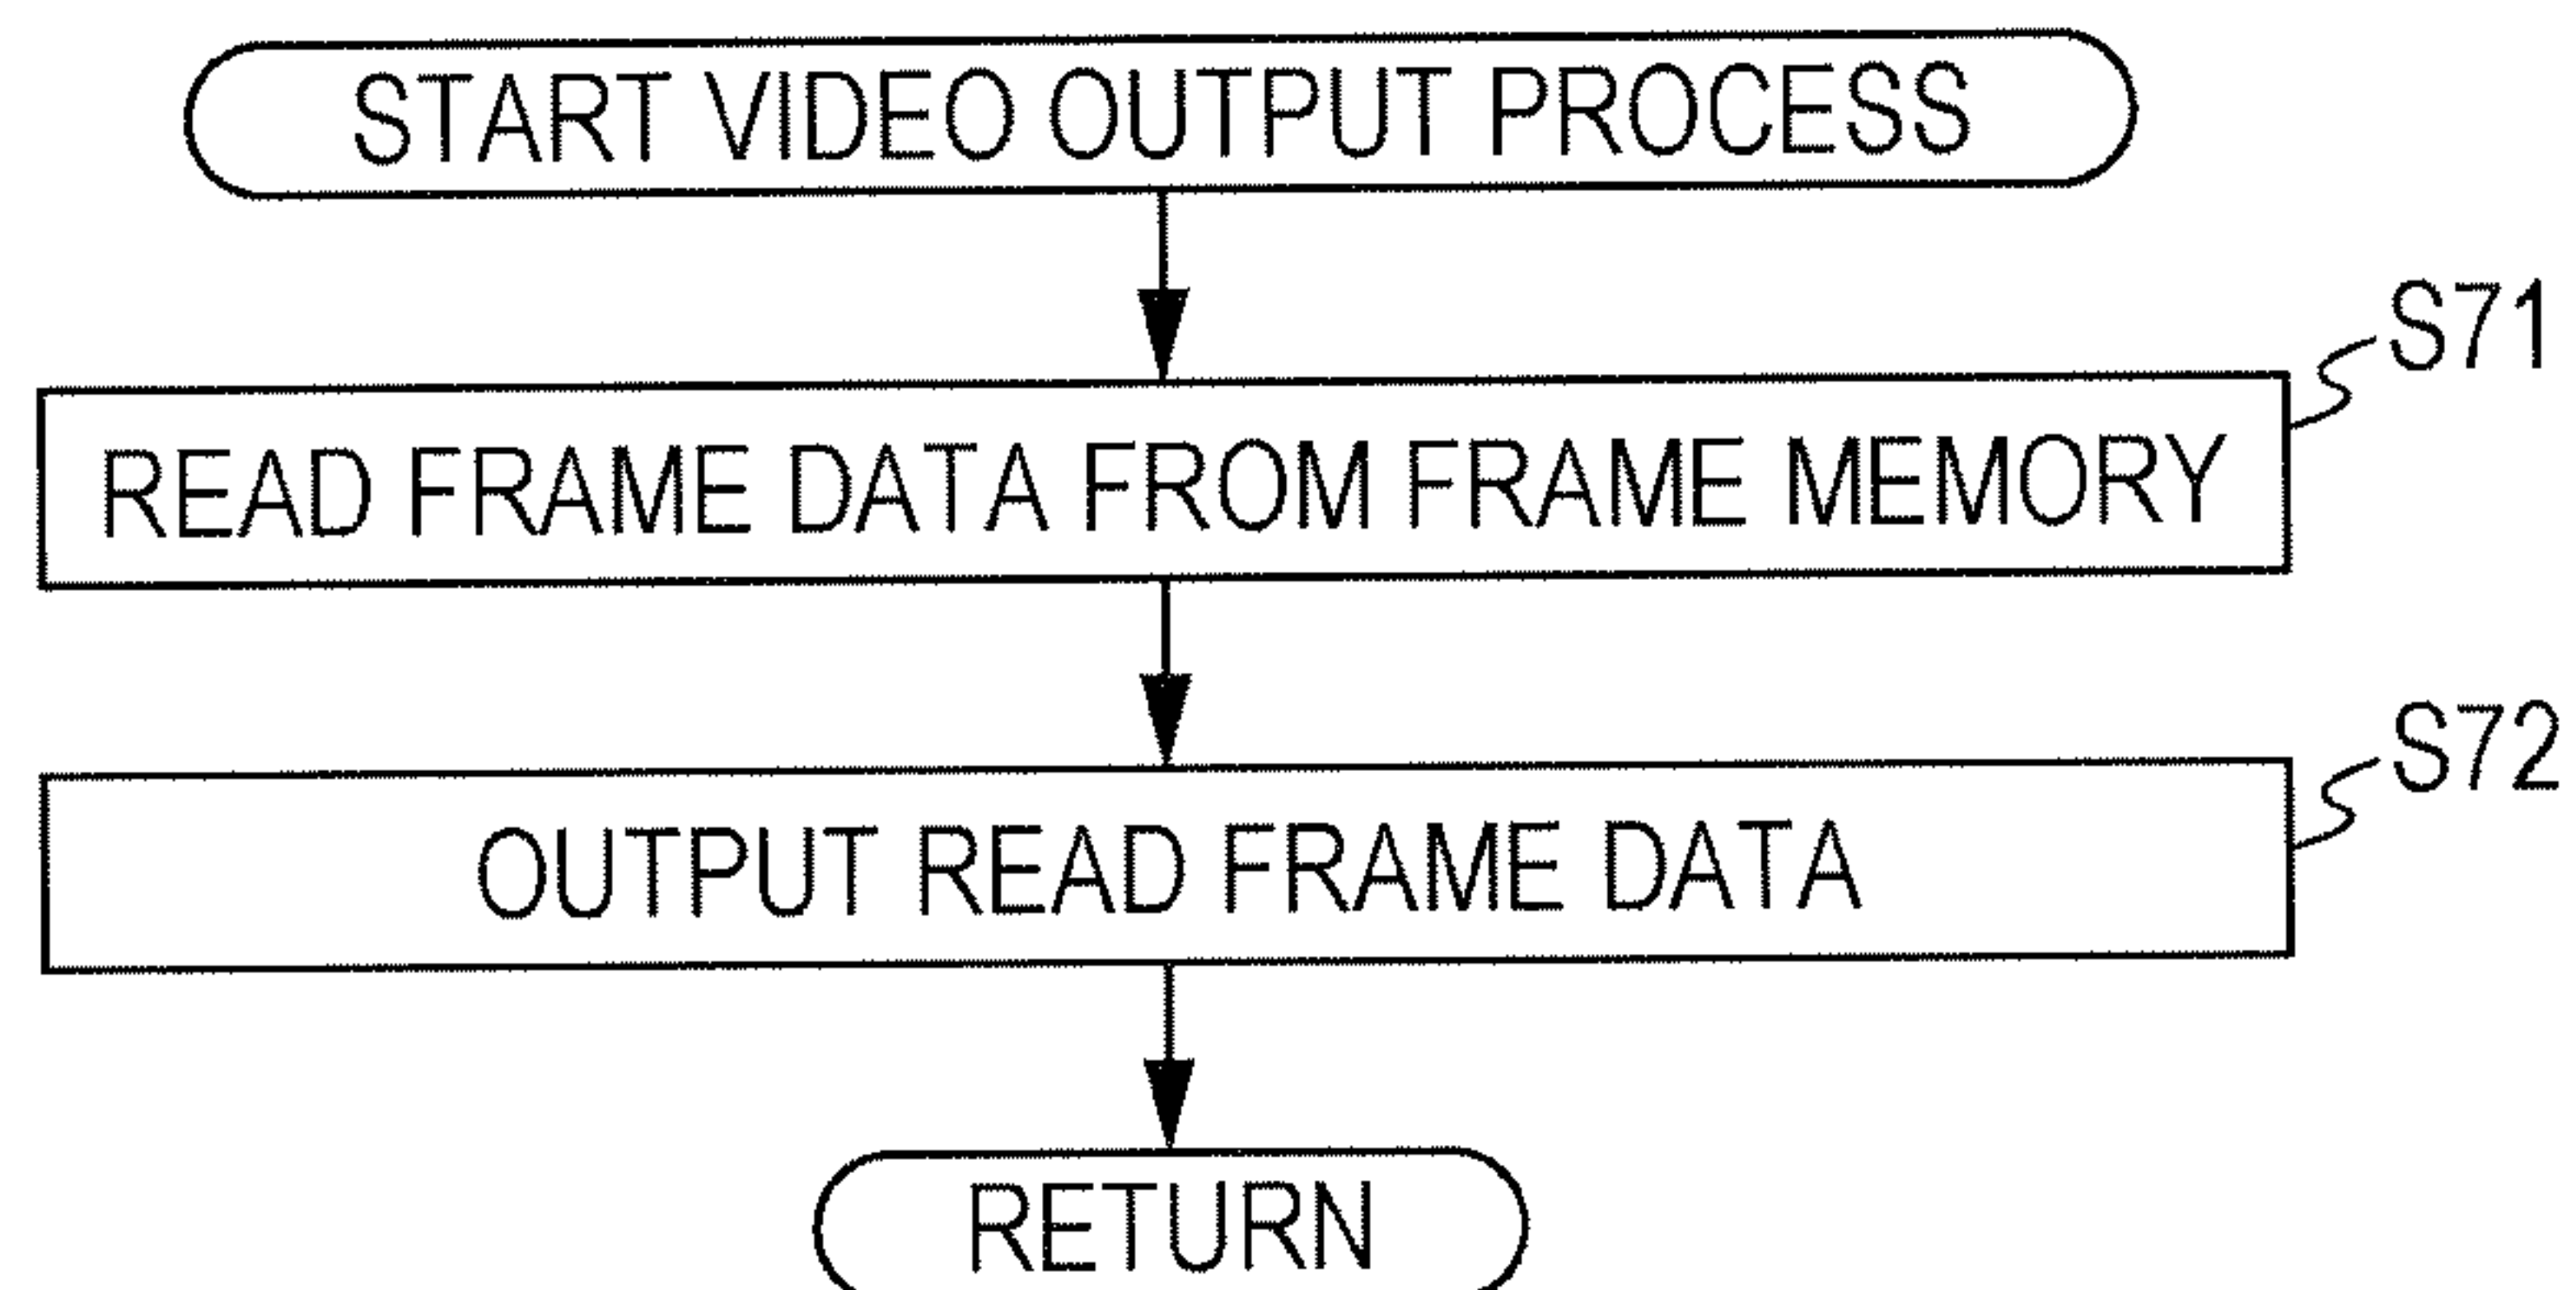 START VIDEO OUTPUT PROCESS
S71
READ FRAME DATA FROM FRAME MEMORY
S72
OUTPUT READ FRAME DATA
RETURN